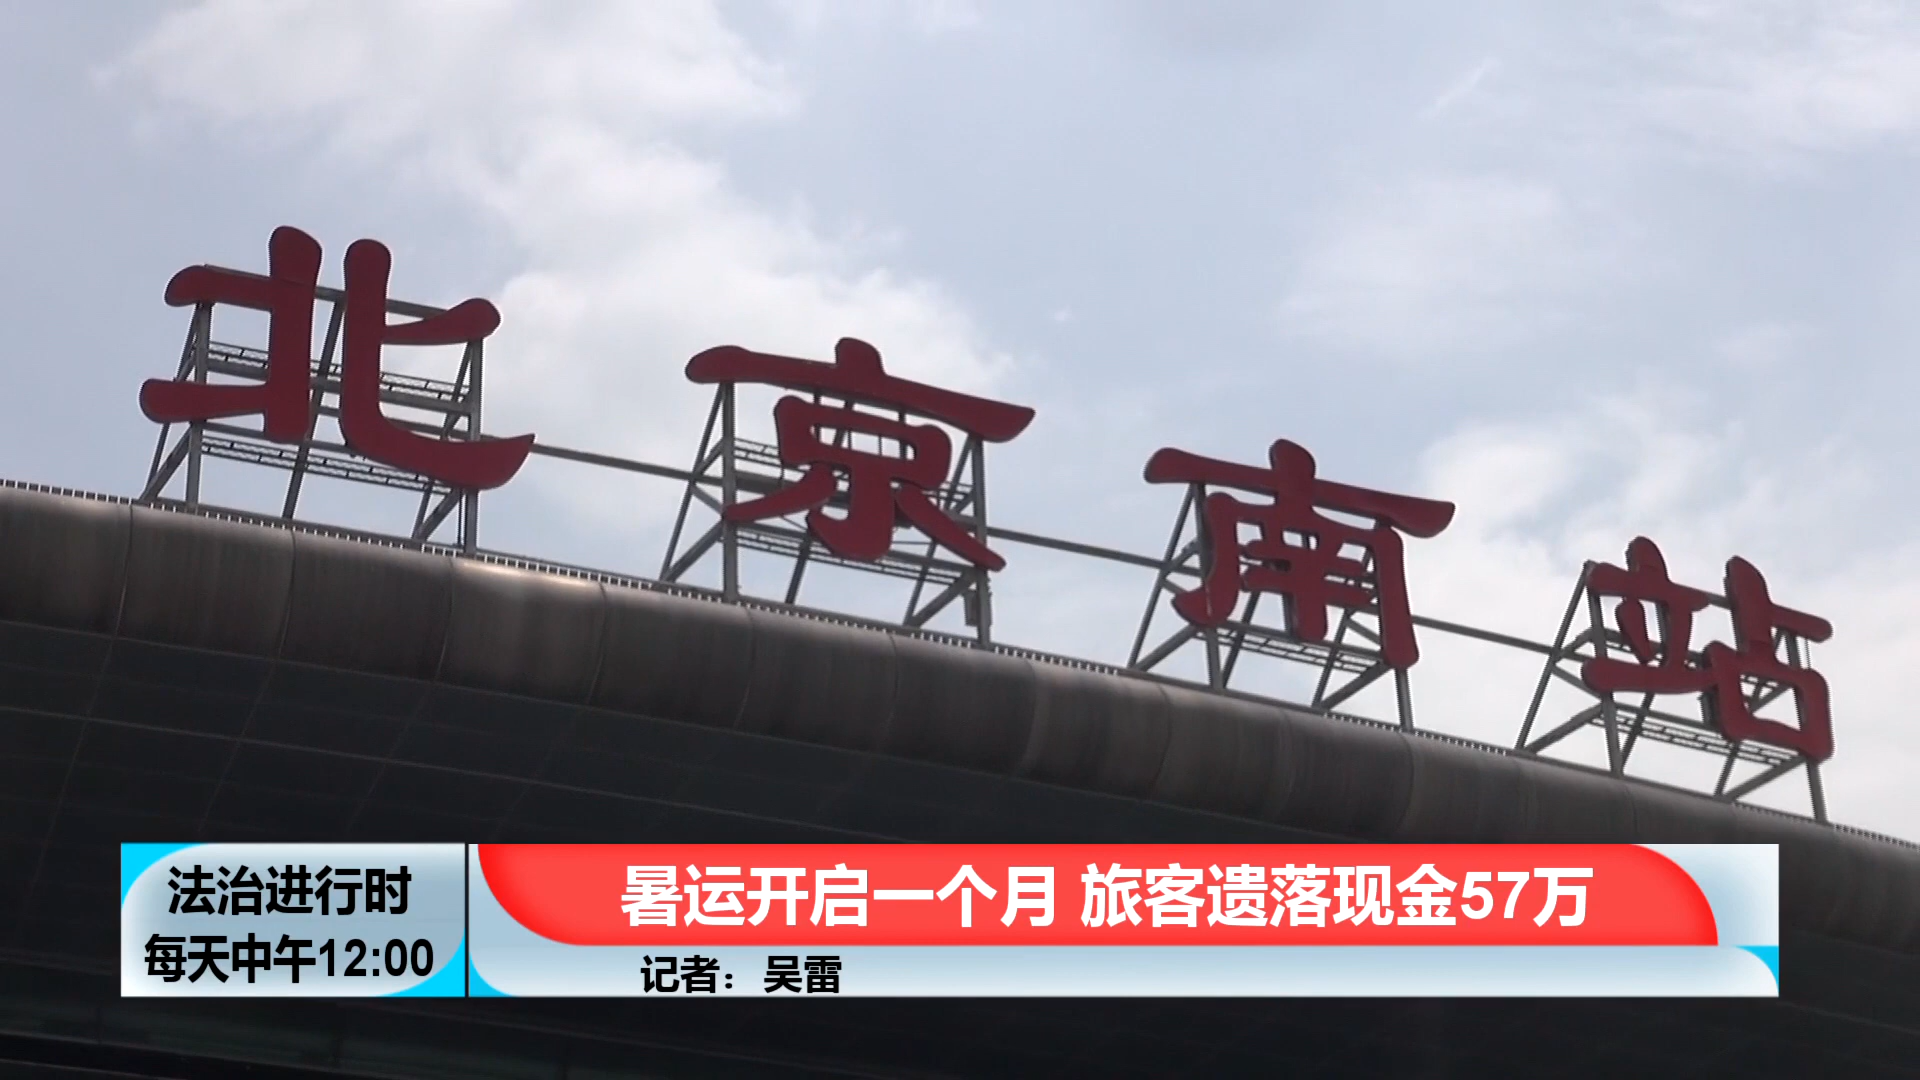 北京南站
法治进行时
每天中午12:00
暑运开启一个月 旅客遗落现金57万
记者：吴雷